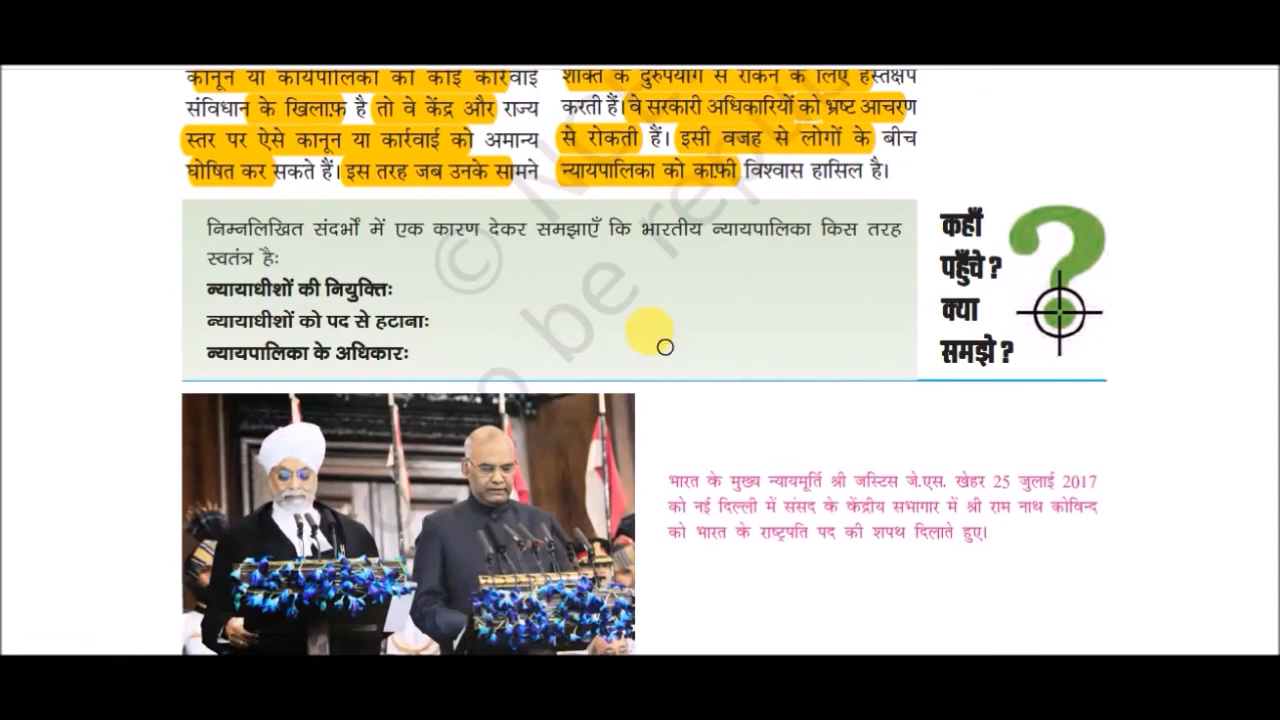 कानून या कार्यपालिका की कोई कार्रवाई
संविधान के खिलाफ़ है तो वे केंद्र और राज्य
स्तर पर ऐसे कानून या कार्रवाई को अमान्य
घोषित कर सकते हैं। इस तरह जब उनके सामने
शक्ति के दुरुपयोग से रोकने के लिए हस्तक्षप
करती हैं। वे सरकारी अधिकारियों को भ्रष्ट आचरण
से रोकती हैं। इसी वजह से लोगों के बीच
न्यायपालिका को काफ़ी विश्वास हासिल है।
निम्नलिखित संदर्भों में एक कारण देकर समझाएँ कि भारतीय न्यायपालिका किस तरह
स्वतंत्र हैः
न्यायाधीशों की नियुक्तिः
न्यायाधीशों को पद से हटानाः
न्यायपालिका के अधिकारः
कहाँ
पहुँचे ?
क्या
समझे ?
भारत के मुख्य न्यायमूर्ति श्री जस्टिस जे.एस. खेहर 25 जुलाई 2017
को नई दिल्ली में संसद के केंद्रीय सभागार में श्री राम नाथ कोविन्द
को भारत के राष्ट्रपति पद की शपथ दिलाते हुए।